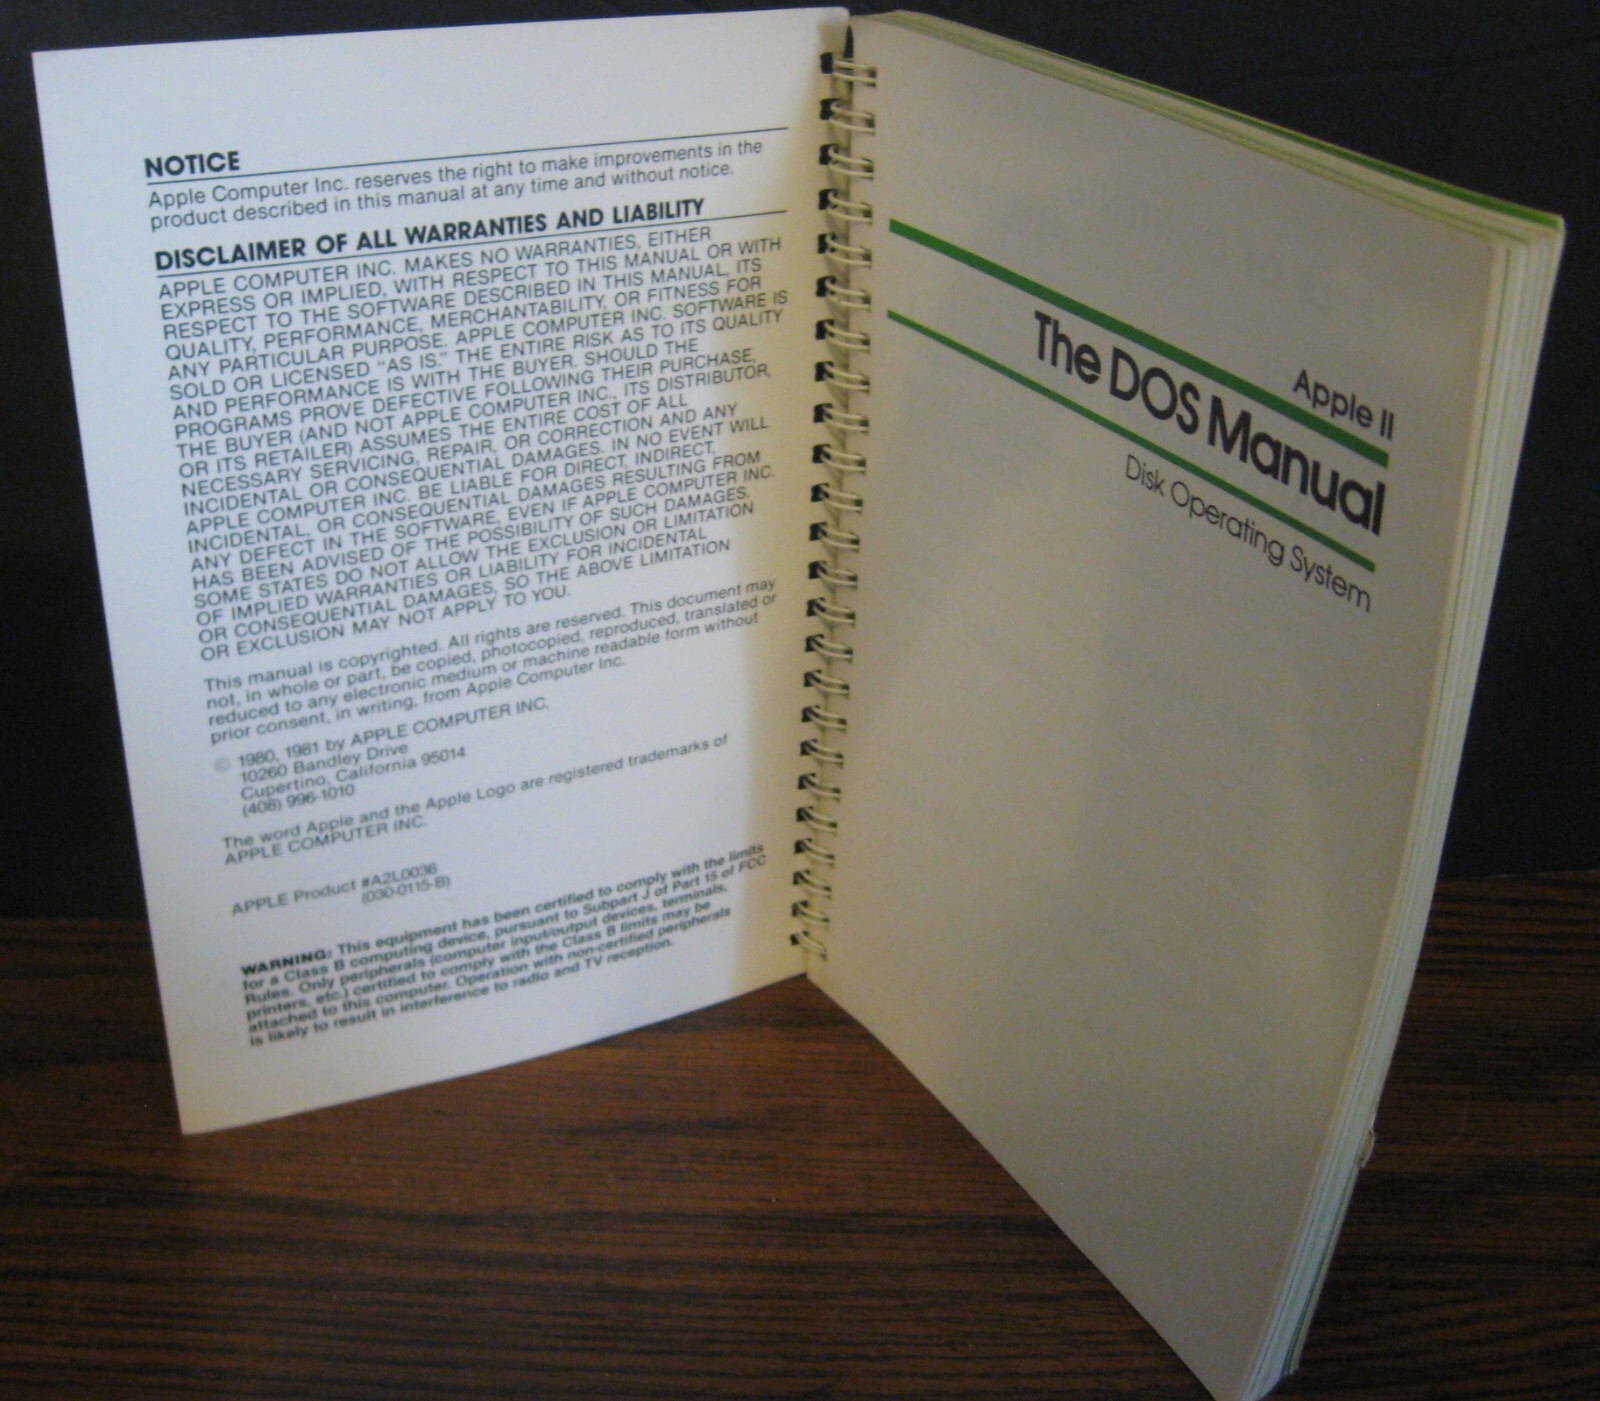 NOTICE
Apple Computer Inc. reserves the right to make improvements in the
product described in this manual at any time and without notice.
DISCLAIMER OF ALL WARRANTIES AND LIABILITY
APPLE COMPUTER INC. MAKES NO WARRANTIES, EITHER
EXPRESS OR IMPLIED, WITH RESPECT TO THIS MANUAL OR WITH
RESPECT TO THE SOFTWARE DESCRIBED IN THIS MANUAL, ITS
QUALITY, PERFORMANCE, MERCHANTABILITY, OR FITNESS FOR
ANY PARTICULAR PURPOSE. APPLE COMPUTER INC. SOFTWARE IS
SOLD OR LICENSED "AS IS." THE ENTIRE RISK AS TO ITS QUALITY
AND PERFORMANCE IS WITH THE BUYER. SHOULD THE
PROGRAMS PROVE DEFECTIVE FOLLOWING THEIR PURCHASE,
THE BUYER (AND NOT APPLE COMPUTER INC., ITS DISTRIBUTOR,
OR ITS RETAILER) ASSUMES THE ENTIRE COST OF ALL
NECESSARY SERVICING, REPAIR, OR CORRECTION AND ANY
INCIDENTAL OR CONSEQUENTIAL DAMAGES. IN NO EVENT WILL
APPLE COMPUTER INC. BE LIABLE FOR DIRECT, INDIRECT,
INCIDENTAL, OR CONSEQUENTIAL DAMAGES RESULTING FROM
ANY DEFECT IN THE SOFTWARE, EVEN IF APPLE COMPUTER INC.
HAS BEEN ADVISED OF THE POSSIBILITY OF SUCH DAMAGES.
SOME STATES DO NOT ALLOW THE EXCLUSION OR LIMITATION
OF IMPLIED WARRANTIES OR LIABILITY FOR INCIDENTAL
OR CONSEQUENTIAL DAMAGES, SO THE ABOVE LIMITATION
OR EXCLUSION MAY NOT APPLY TO YOU.
This manual is copyrighted. All rights are reserved. This document may
not, in whole or part, be copied, photocopied, reproduced, translated or
reduced to any electronic medium or machine readable form without
prior consent, in writing, from Apple Computer Inc.
© 1980, 1981 by APPLE COMPUTER INC.
10260 Bandley Drive
Cupertino, California 95014
(408) 996-1010
The word Apple and the Apple Logo are registered trademarks of
APPLE COMPUTER INC.
APPLE Product #A2L0036
(030-0115-B)
WARNING: This equipment has been certified to comply with the limits
for a Class B computing device, pursuant to Subpart J of Part 15 of FCC
Rules. Only peripherals (computer input/output devices, terminals,
printers, etc.) certified to comply with the Class B limits may be
attached to this computer. Operation with non-certified peripherals
is likely to result in interference to radio and TV reception.
Apple II
The DOS Manual
Disk Operating System